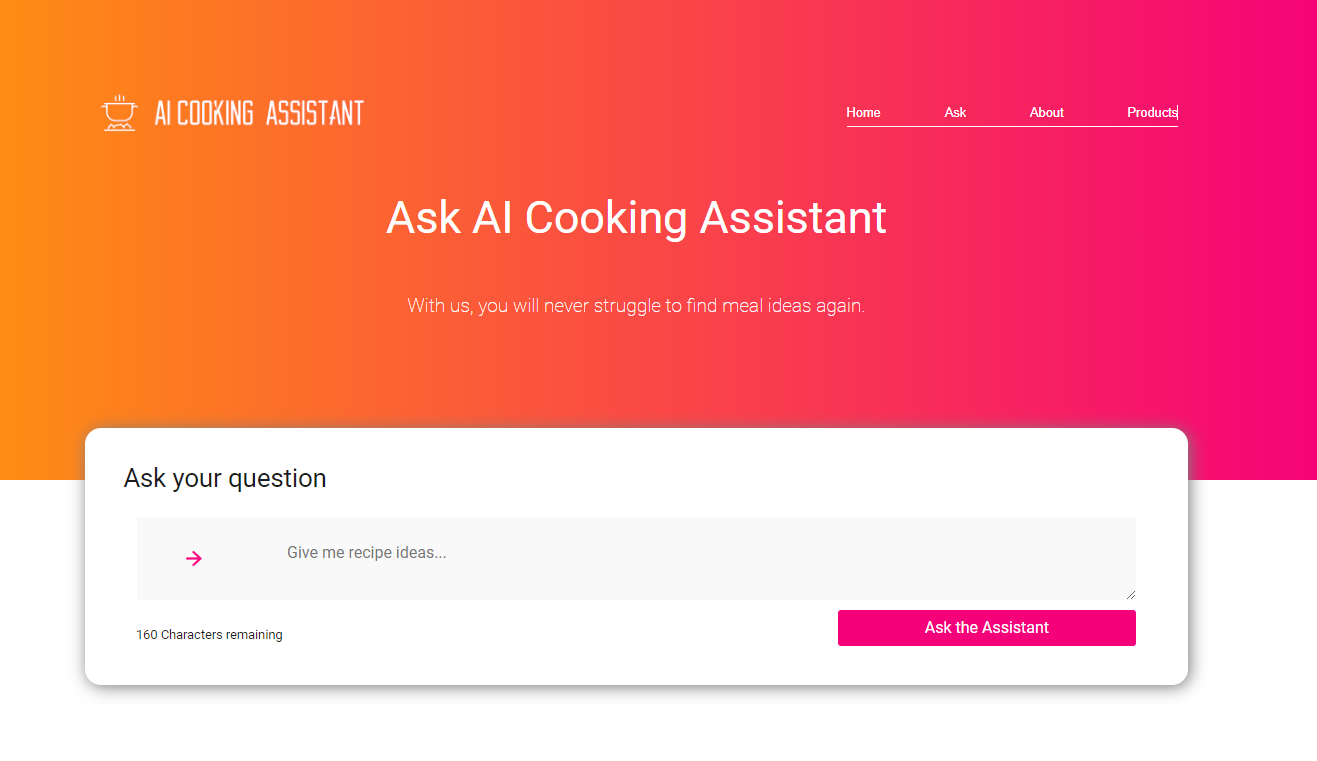 AI COOKING ASSISTANT
Home Ask About Products
Ask AI Cooking Assistant
With us, you will never struggle to find meal ideas again.
Ask your question
Give me recipe ideas...
160 Characters remaining
Ask the Assistant